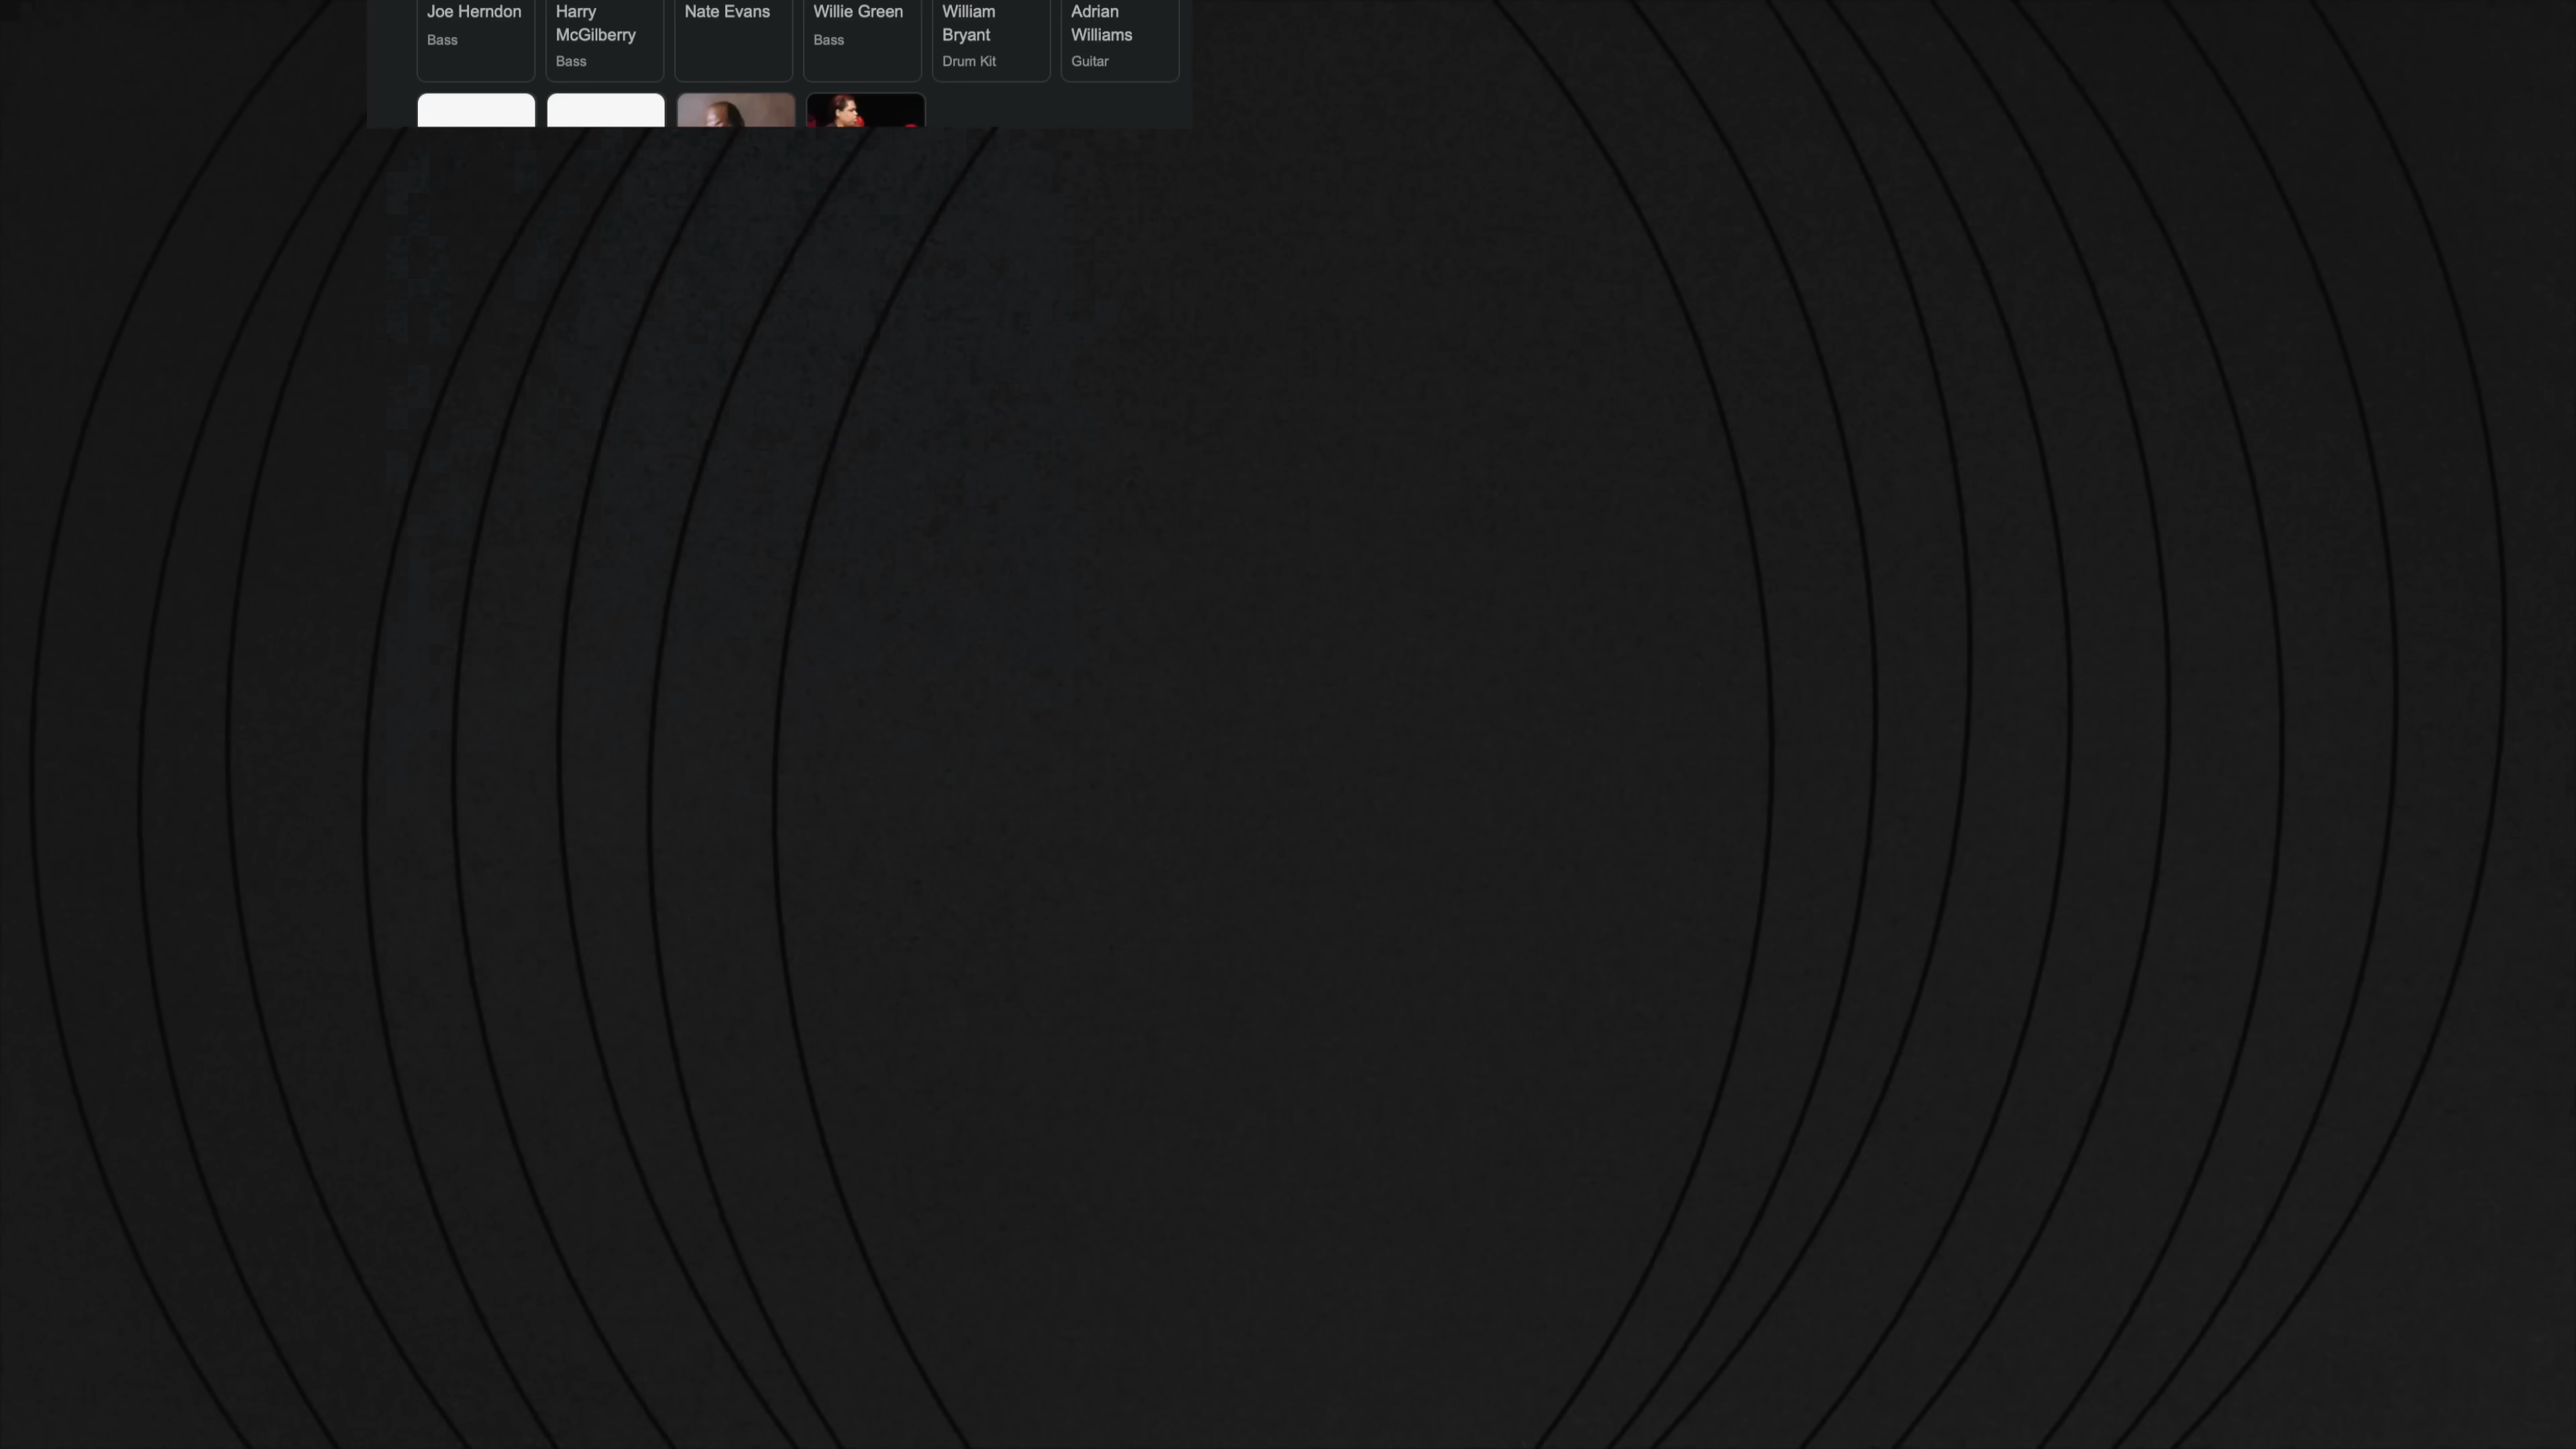 Joe Herndon
Bass
Harry
McGilberry
Bass
Nate Evans
Willie Green
Bass
William
Bryant
Drum Kit
Adrian
Williams
Guitar